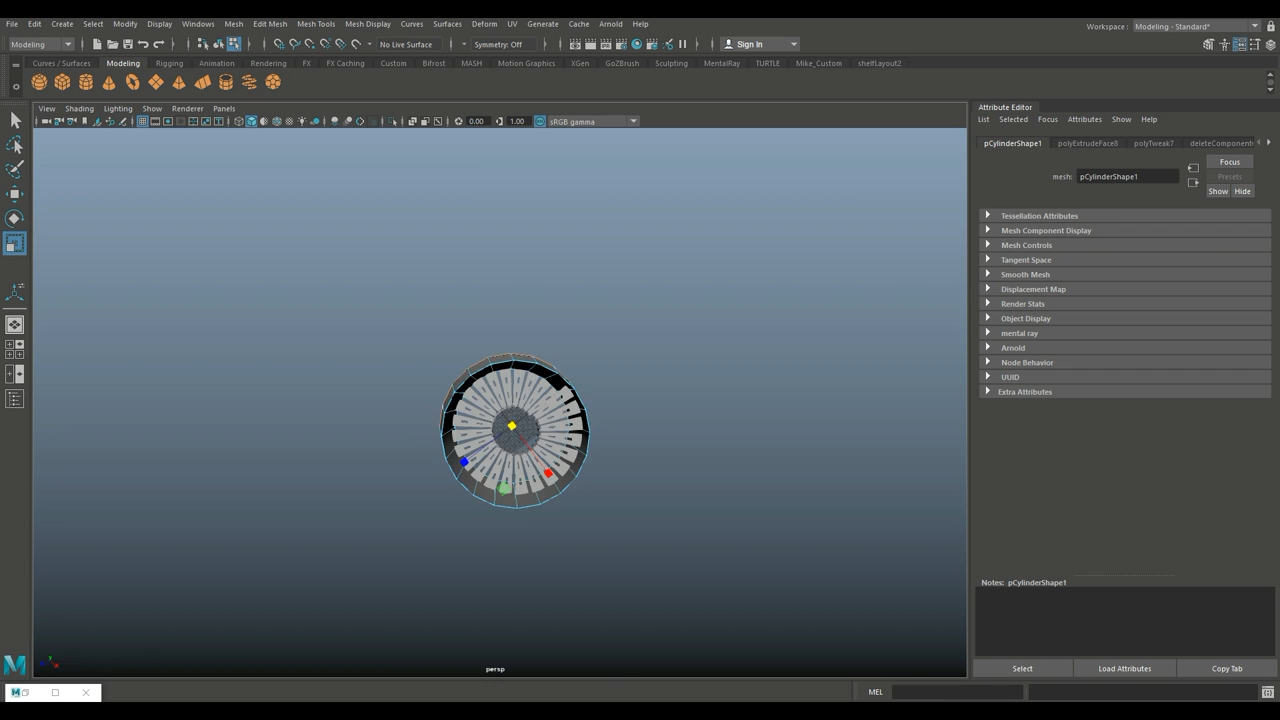 File Edit Create Select Modify Display Windows Mesh Edit Mesh Mesh Tools Mesh Display Curves Surfaces Deform UV Generate Cache Arnold Help
Workspace : Modeling - Standard*
Modeling No Live Surface Symmetry: Off Sign In
Curves / Surfaces Modeling Rigging Animation Rendering FX FX Caching Custom Bifrost MASH Motion Graphics XGen GoZBrush Sculpting MentalRay TURTLE Mike_Custom shelfLayout2
View Shading Lighting Show Renderer Panels
0.00 1.00 sRGB gamma
persp
Attribute Editor
List Selected Focus Attributes Show Help
pCylinderShape1 polyExtrudeFace8 polyTweak7 deleteComponent
Focus
mesh: pCylinderShape1 Presets
Show Hide
Tessellation Attributes
Mesh Component Display
Mesh Controls
Tangent Space
Smooth Mesh
Displacement Map
Render Stats
Object Display
mental ray
Arnold
Node Behavior
UUID
Extra Attributes
Notes: pCylinderShape1
Select Load Attributes Copy Tab
MEL